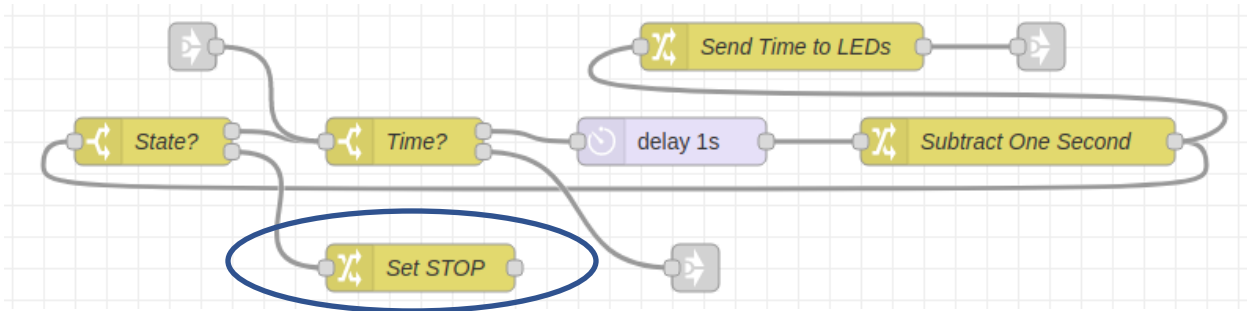 Send Time to LEDs
State?
Time?
delay 1s
Subtract One Second
Set STOP